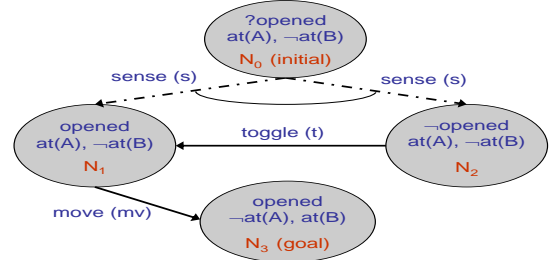 ?opened
at(A), ¬at(B)
N0 (initial)
sense (s)
sense (s)
opened
at(A), ¬at(B)
N1
toggle (t)
¬opened
at(A), ¬at(B)
N2
move (mv)
opened
¬at(A), at(B)
N3 (goal)